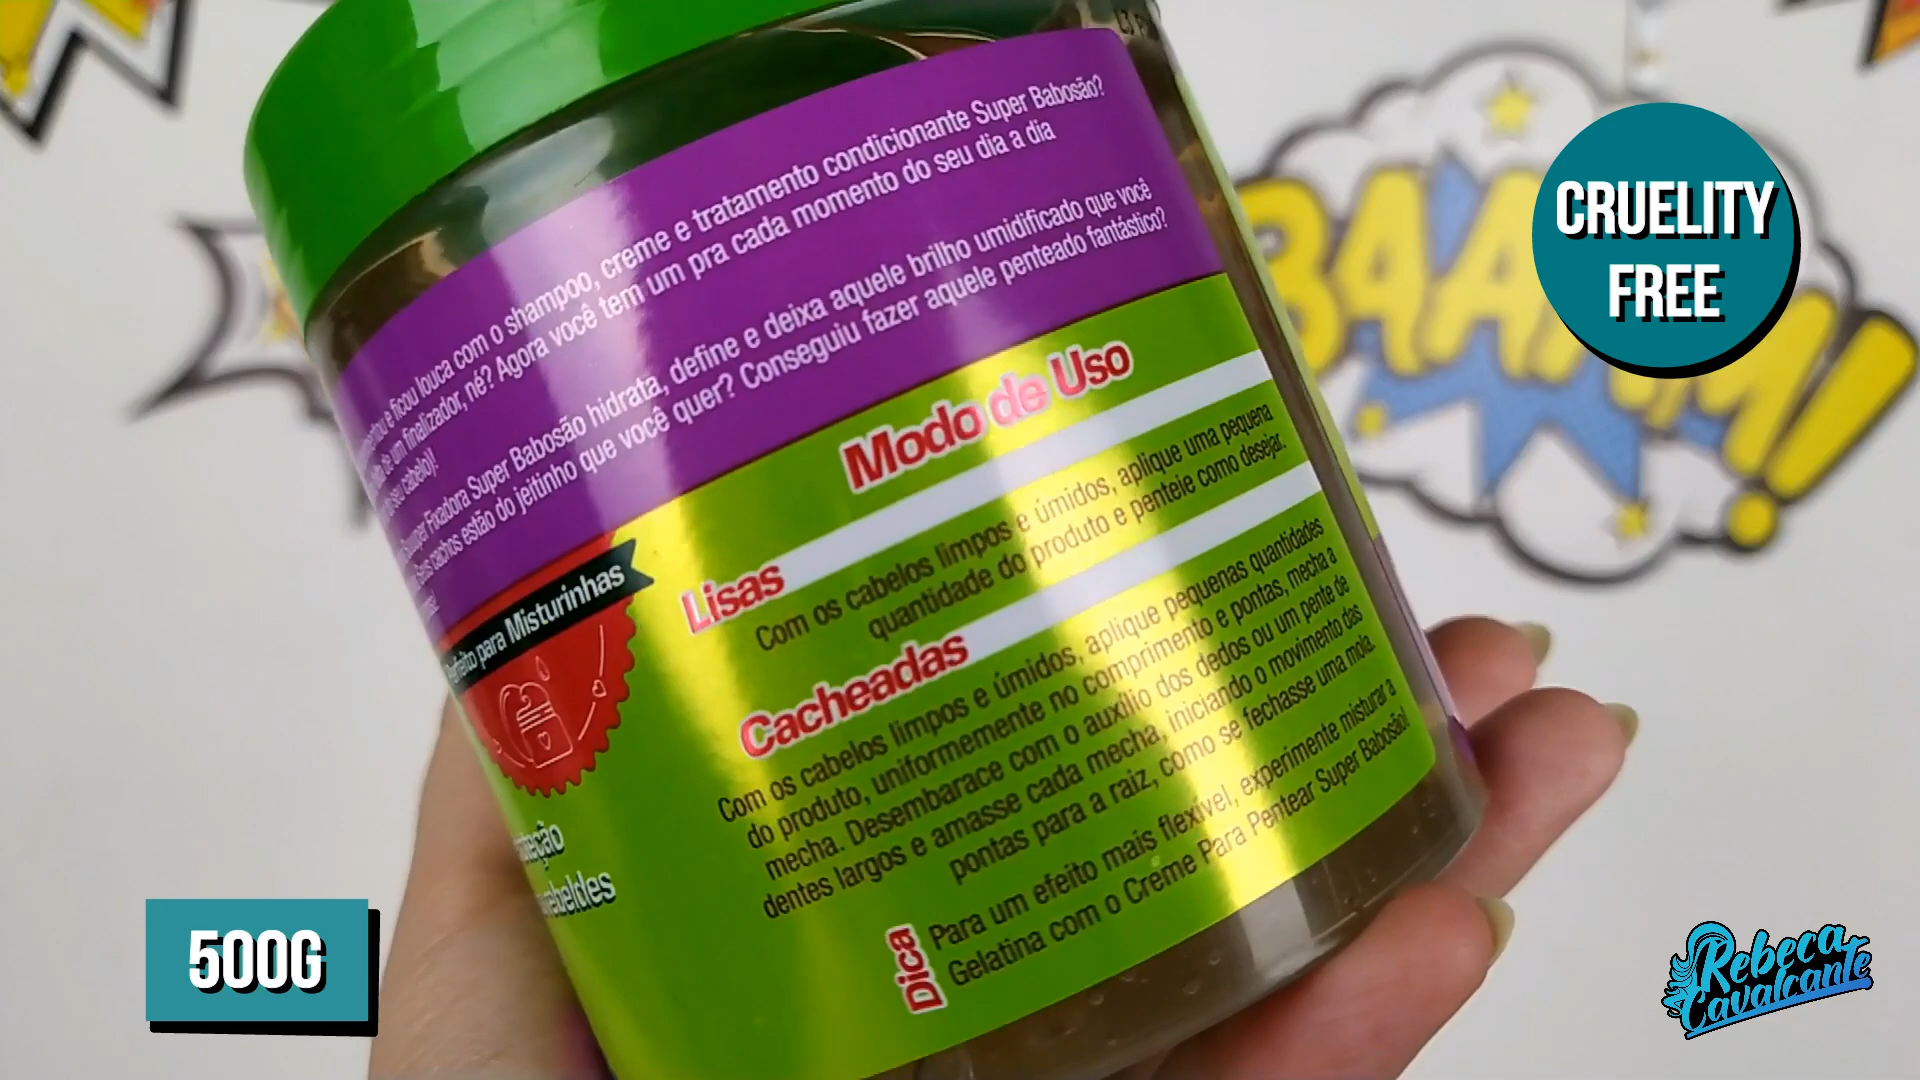 CRUELITY
FREE
ficou louca com o shampoo, creme e tratamento condicionante Super Babosão?
de um finalizador, né? Agora você tem um pra cada momento do seu dia a dia
seu cabelo)!
Fixadora Super Babosão hidrata, define e deixa aquele brilho umidificado que você
Seus cachos estão do jeitinho que você quer? Conseguiu fazer aquele penteado fantástico?
para Misturinhas
Modo de Uso
Lisas
Com os cabelos limpos e úmidos, aplique uma pequena
quantidade do produto e penteie como desejar.
Cacheadas
Com os cabelos limpos e úmidos, aplique pequenas quantidades
do produto, uniformemente no comprimento e pontas, mecha a
mecha. Desembarace com o auxílio dos dedos ou um pente de
dentes largos e amasse cada mecha, iniciando o movimento das
pontas para a raiz, como se fechasse uma mola.
Dica
Para um efeito mais flexível, experimente misturar a
Gelatina com o Creme Para Pentear Super Babosão!
500G
Rebeca
Cavalcante